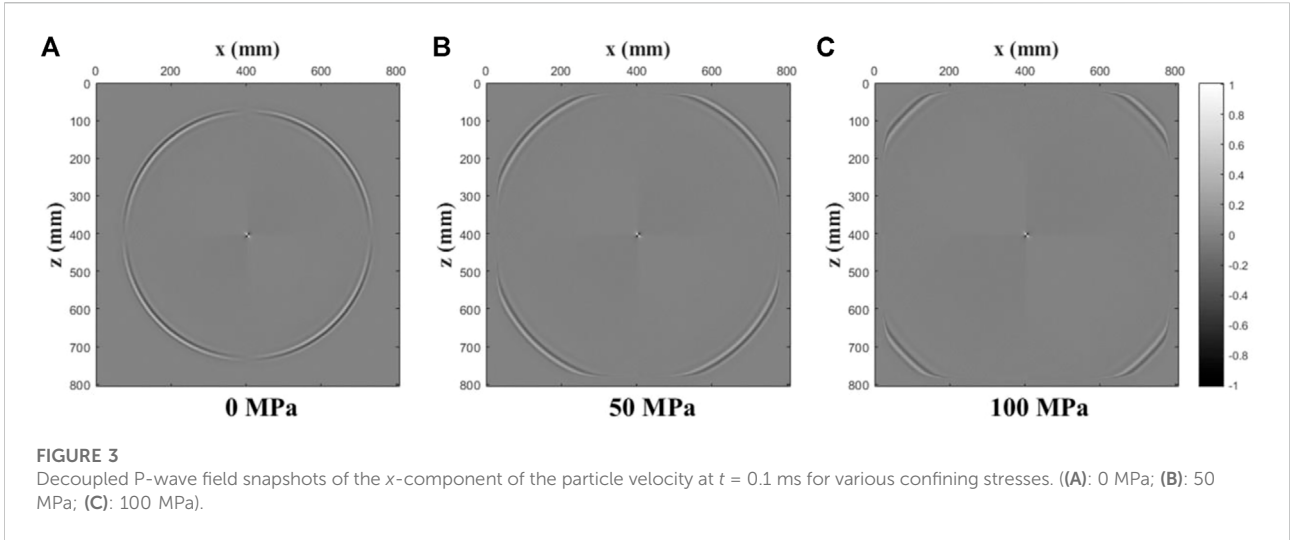 A
x (mm)
0 200 400 600 800
0
100
200
300
400
500
600
700
800
z (mm)
0 MPa
B
x (mm)
0 200 400 600 800
0
100
200
300
400
500
600
700
800
z (mm)
50 MPa
C
x (mm)
0 200 400 600 800
0
100
200
300
400
500
600
700
800
z (mm)
100 MPa
1
0.8
0.6
0.4
0.2
0
-0.2
-0.4
-0.6
-0.8
-1
FIGURE 3
Decoupled P-wave field snapshots of the x-component of the particle velocity at t = 0.1 ms for various confining stresses. ((A): 0 MPa; (B): 50
MPa; (C): 100 MPa).